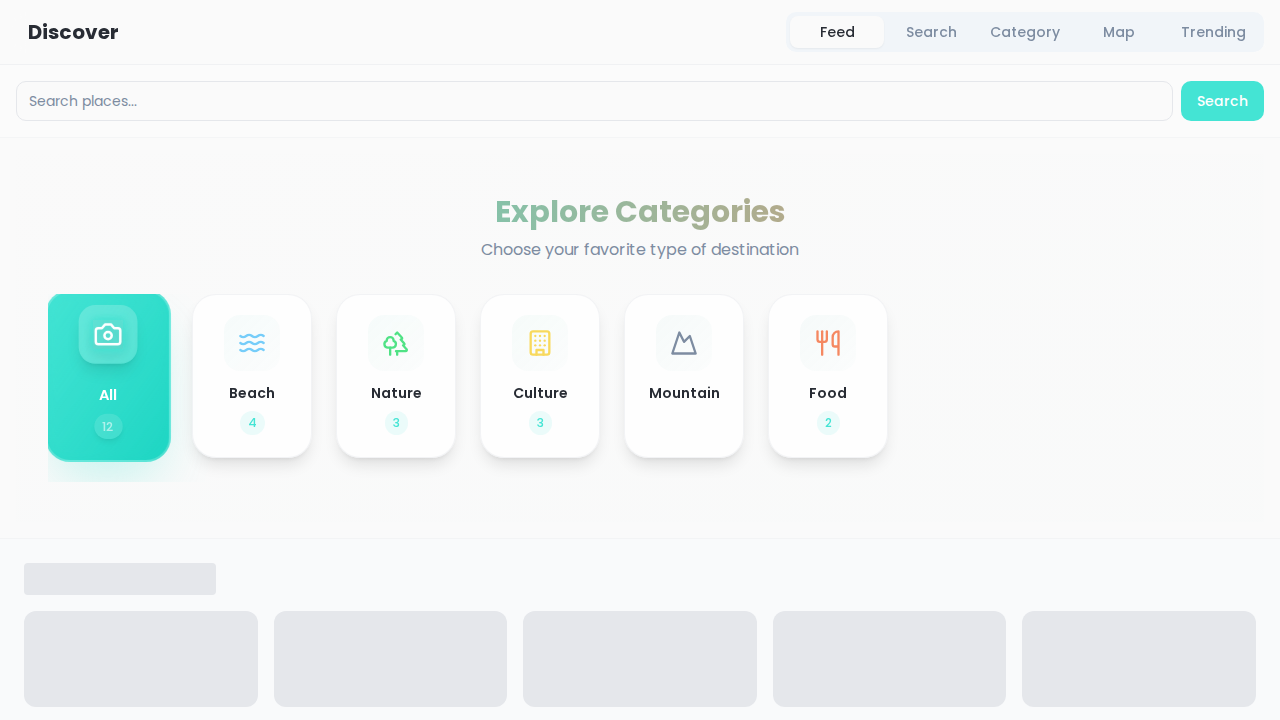 Discover
Feed
Search
Category
Map
Trending
Search places...
Search
Explore Categories
Choose your favorite type of destination
All
12
Beach
4
Nature
3
Culture
3
Mountain
Food
2